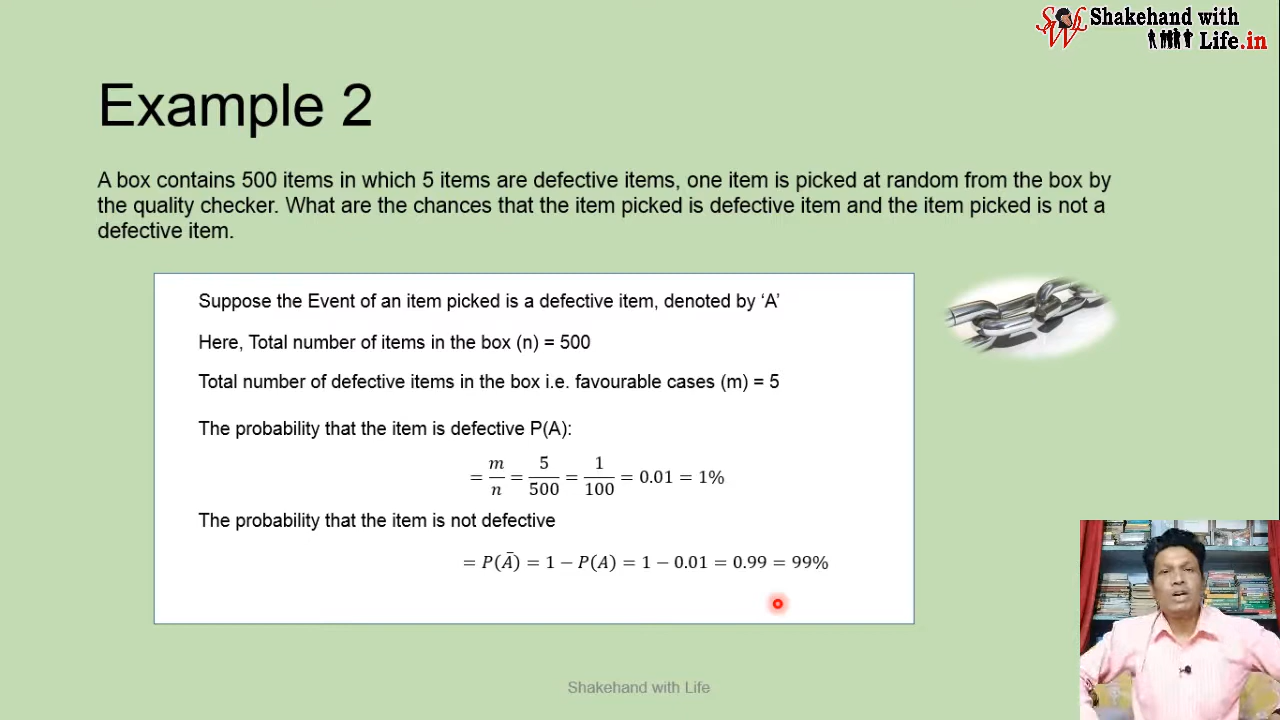 Shakehand with
Life.in
Example 2
A box contains 500 items in which 5 items are defective items, one item is picked at random from the box by
the quality checker. What are the chances that the item picked is defective item and the item picked is not a
defective item.
Suppose the Event of an item picked is a defective item, denoted by ‘A’
Here, Total number of items in the box (n) = 500
Total number of defective items in the box i.e. favourable cases (m) = 5
The probability that the item is defective P(A):
= m/n = 5/500 = 1/100 = 0.01 = 1%
The probability that the item is not defective
= P(Ā) = 1 − P(A) = 1 − 0.01 = 0.99 = 99%
Shakehand with Life